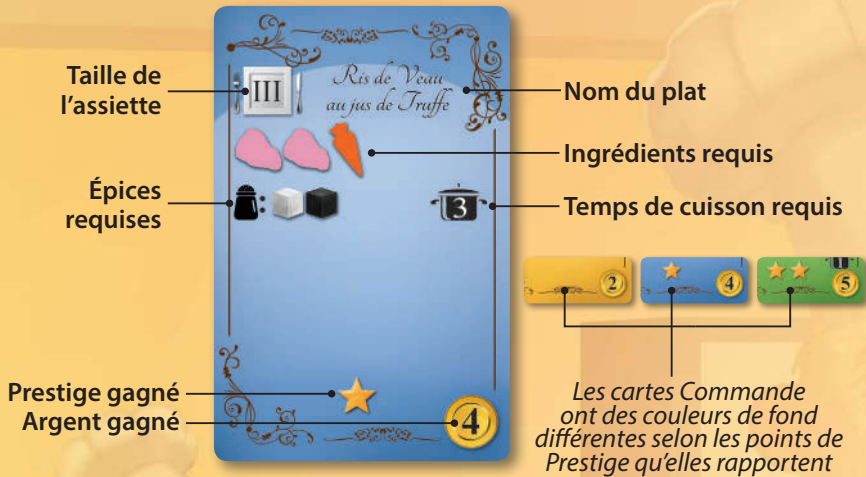 Taille de
l'assiette
III
Ris de Veau
au jus de Truffe
Nom du plat
Ingrédients requis
Épices
requises
:
3
Temps de cuisson requis
2
4
1
5
Prestige gagné
Argent gagné
4
Les cartes Commande
ont des couleurs de fond
différentes selon les points de
Prestige qu'elles rapportent